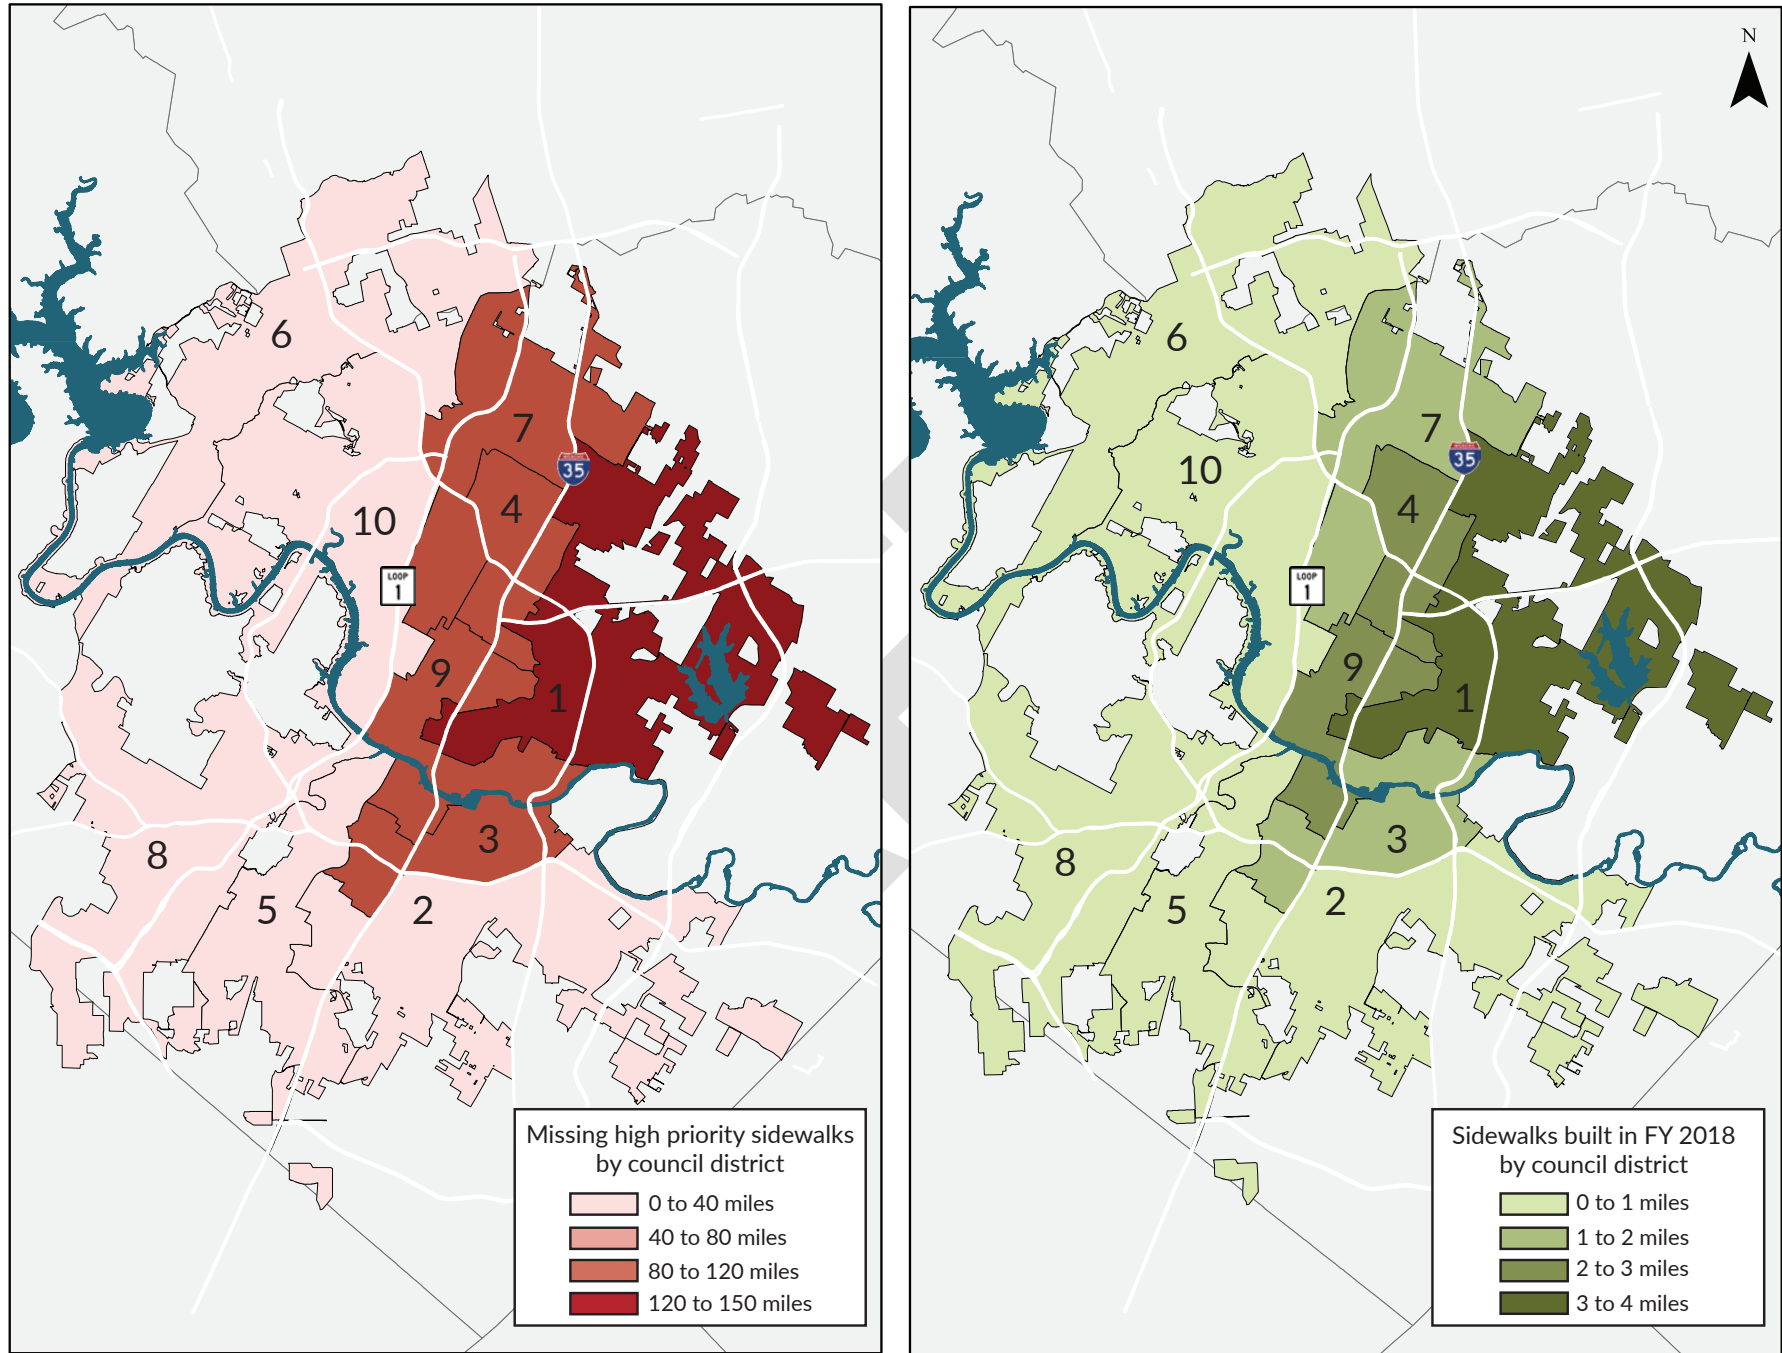 6
7
4
10
LOOP
1
INTERSTATE
35
9
1
3
8
5
2
Missing high priority sidewalks
by council district
0 to 40 miles
40 to 80 miles
80 to 120 miles
120 to 150 miles
N
6
7
10
INTERSTATE
35
4
LOOP
1
9
1
3
8
5
2
Sidewalks built in FY 2018
by council district
0 to 1 miles
1 to 2 miles
2 to 3 miles
3 to 4 miles